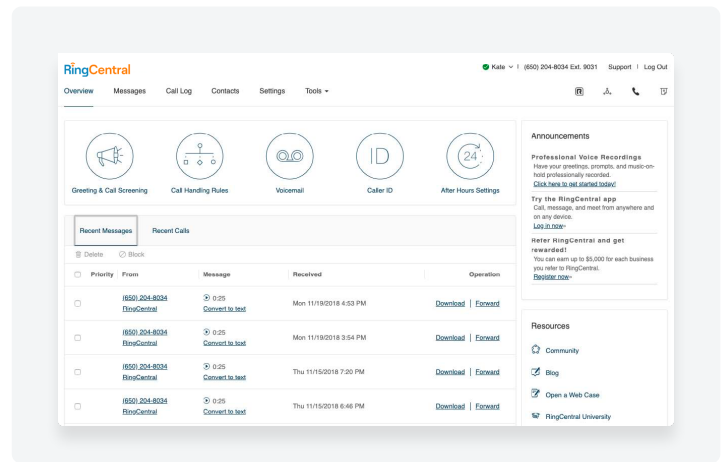 RingCentral
Kate | (650) 204-8034 Ext. 9031 Support | Log Out
Overview Messages Call Log Contacts Settings Tools
ID
24
Greeting & Call Screening Call Handling Rules Voicemail Caller ID After Hours Settings
Recent Messages Recent Calls
Delete Block
Priority From Message Received Operation
(650) 204-8034 0:25
RingCentral Convert to text Mon 11/19/2018 4:53 PM Download | Forward
(650) 204-8034 0:25
RingCentral Convert to text Mon 11/19/2018 3:54 PM Download | Forward
(650) 204-8034 0:25
RingCentral Convert to text Thu 11/15/2018 7:20 PM Download | Forward
(650) 204-8034 0:25
RingCentral Convert to text Thu 11/15/2018 6:46 PM Download | Forward
Announcements
Professional Voice Recordings
Have your greetings, prompts, and music-on-
hold professionally recorded.
Click here to get started today!
Try the RingCentral app
Call, message, and meet from anywhere and
on any device.
Log in now»
Refer RingCentral and get
rewarded!
You can earn up to $5,000 for each business
you refer to RingCentral.
Register now»
Resources
Community
Blog
Open a Web Case
RingCentral University